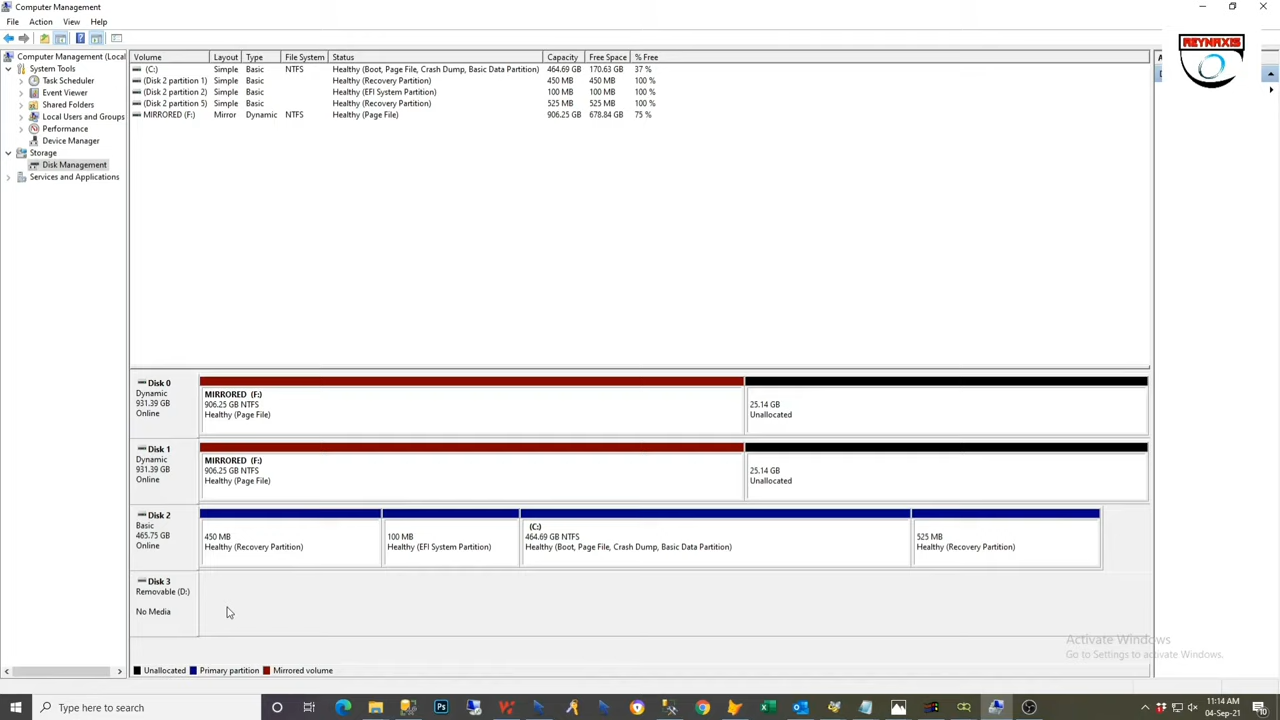 Computer Management
File Action View Help
REYNAXIS
Computer Management (Local
System Tools
Task Scheduler
Event Viewer
Shared Folders
Local Users and Groups
Performance
Device Manager
Storage
Disk Management
Services and Applications
Volume Layout Type File System Status Capacity Free Space % Free
(C:) Simple Basic NTFS Healthy (Boot, Page File, Crash Dump, Basic Data Partition) 464.69 GB 170.63 GB 37 %
(Disk 2 partition 1) Simple Basic Healthy (Recovery Partition) 450 MB 450 MB 100 %
(Disk 2 partition 2) Simple Basic Healthy (EFI System Partition) 100 MB 100 MB 100 %
(Disk 2 partition 5) Simple Basic Healthy (Recovery Partition) 525 MB 525 MB 100 %
MIRRORED (F:) Mirror Dynamic NTFS Healthy (Page File) 906.25 GB 678.84 GB 75 %
Disk 0
Dynamic
931.39 GB
Online
MIRRORED (F:)
906.25 GB NTFS
Healthy (Page File)
25.14 GB
Unallocated
Disk 1
Dynamic
931.39 GB
Online
MIRRORED (F:)
906.25 GB NTFS
Healthy (Page File)
25.14 GB
Unallocated
Disk 2
Basic
465.75 GB
Online
450 MB
Healthy (Recovery Partition)
100 MB
Healthy (EFI System Partition)
(C:)
464.69 GB NTFS
Healthy (Boot, Page File, Crash Dump, Basic Data Partition)
525 MB
Healthy (Recovery Partition)
Disk 3
Removable (D:)
No Media
Activate Windows
Go to Settings to activate Windows.
Unallocated Primary partition Mirrored volume
Type here to search
11:14 AM
04-Sep-21